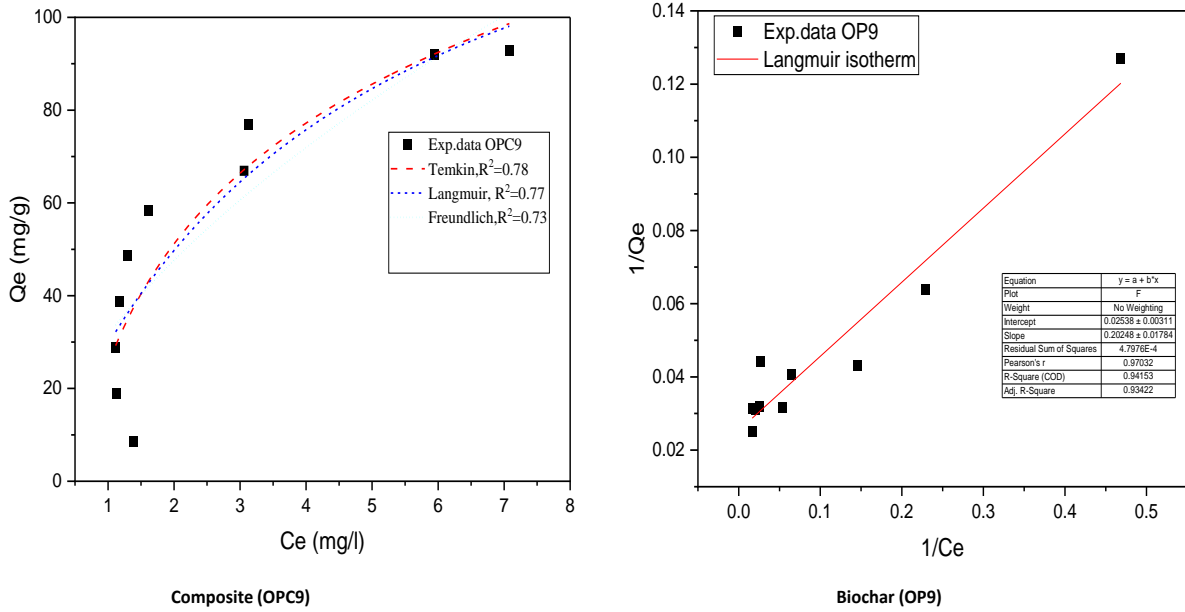 100
80
60
40
20
0
Qe (mg/g)
1
2
3
4
5
6
7
8
Ce (mg/l)
Exp.data OPC9
Temkin,R²=0.78
Langmuir, R²=0.77
Freundlich,R²=0.73
Composite (OPC9)
0.14
0.12
0.10
0.08
0.06
0.04
0.02
1/Qe
0.0
0.1
0.2
0.3
0.4
0.5
1/Ce
Exp.data OP9
Langmuir isotherm
Equation y = a + b*x
Plot F
Weight No Weighting
Intercept 0.02538 ± 0.00311
Slope 0.20248 ± 0.01784
Residual Sum of Squares 4.7976E-4
Pearson's r 0.97032
R-Square (COD) 0.94153
Adj. R-Square 0.93422
Biochar (OP9)